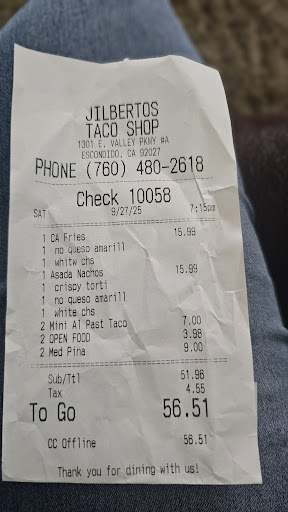 JILBERTOS
TACO SHOP
1301 E. VALLEY PKWY #A
ESCONDIDO, CA 92027
PHONE (760) 480-2618
Check 10058
SAT 9/27/25 7:15pm
1 CA Fries 15.99
1 no queso amarill
1 whitw chs
1 Asada Nachos 15.99
1 crispy torti
1 no queso amarill
1 white chs
2 Mini Al Past Taco 7.00
2 OPEN FOOD 3.98
2 Med Pina 9.00
Sub/Ttl 51.96
Tax 4.55
To Go 56.51
CC Offline 56.51
Thank you for dining with us!